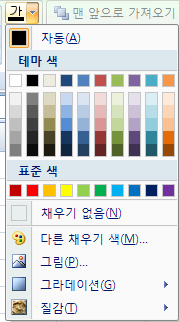 가 맨 앞으로 가져오기
자동(A)
테마 색
표준 색
채우기 없음(N)
다른 채우기 색(M)...
그림(P)...
그라데이션(G)
질감(T)